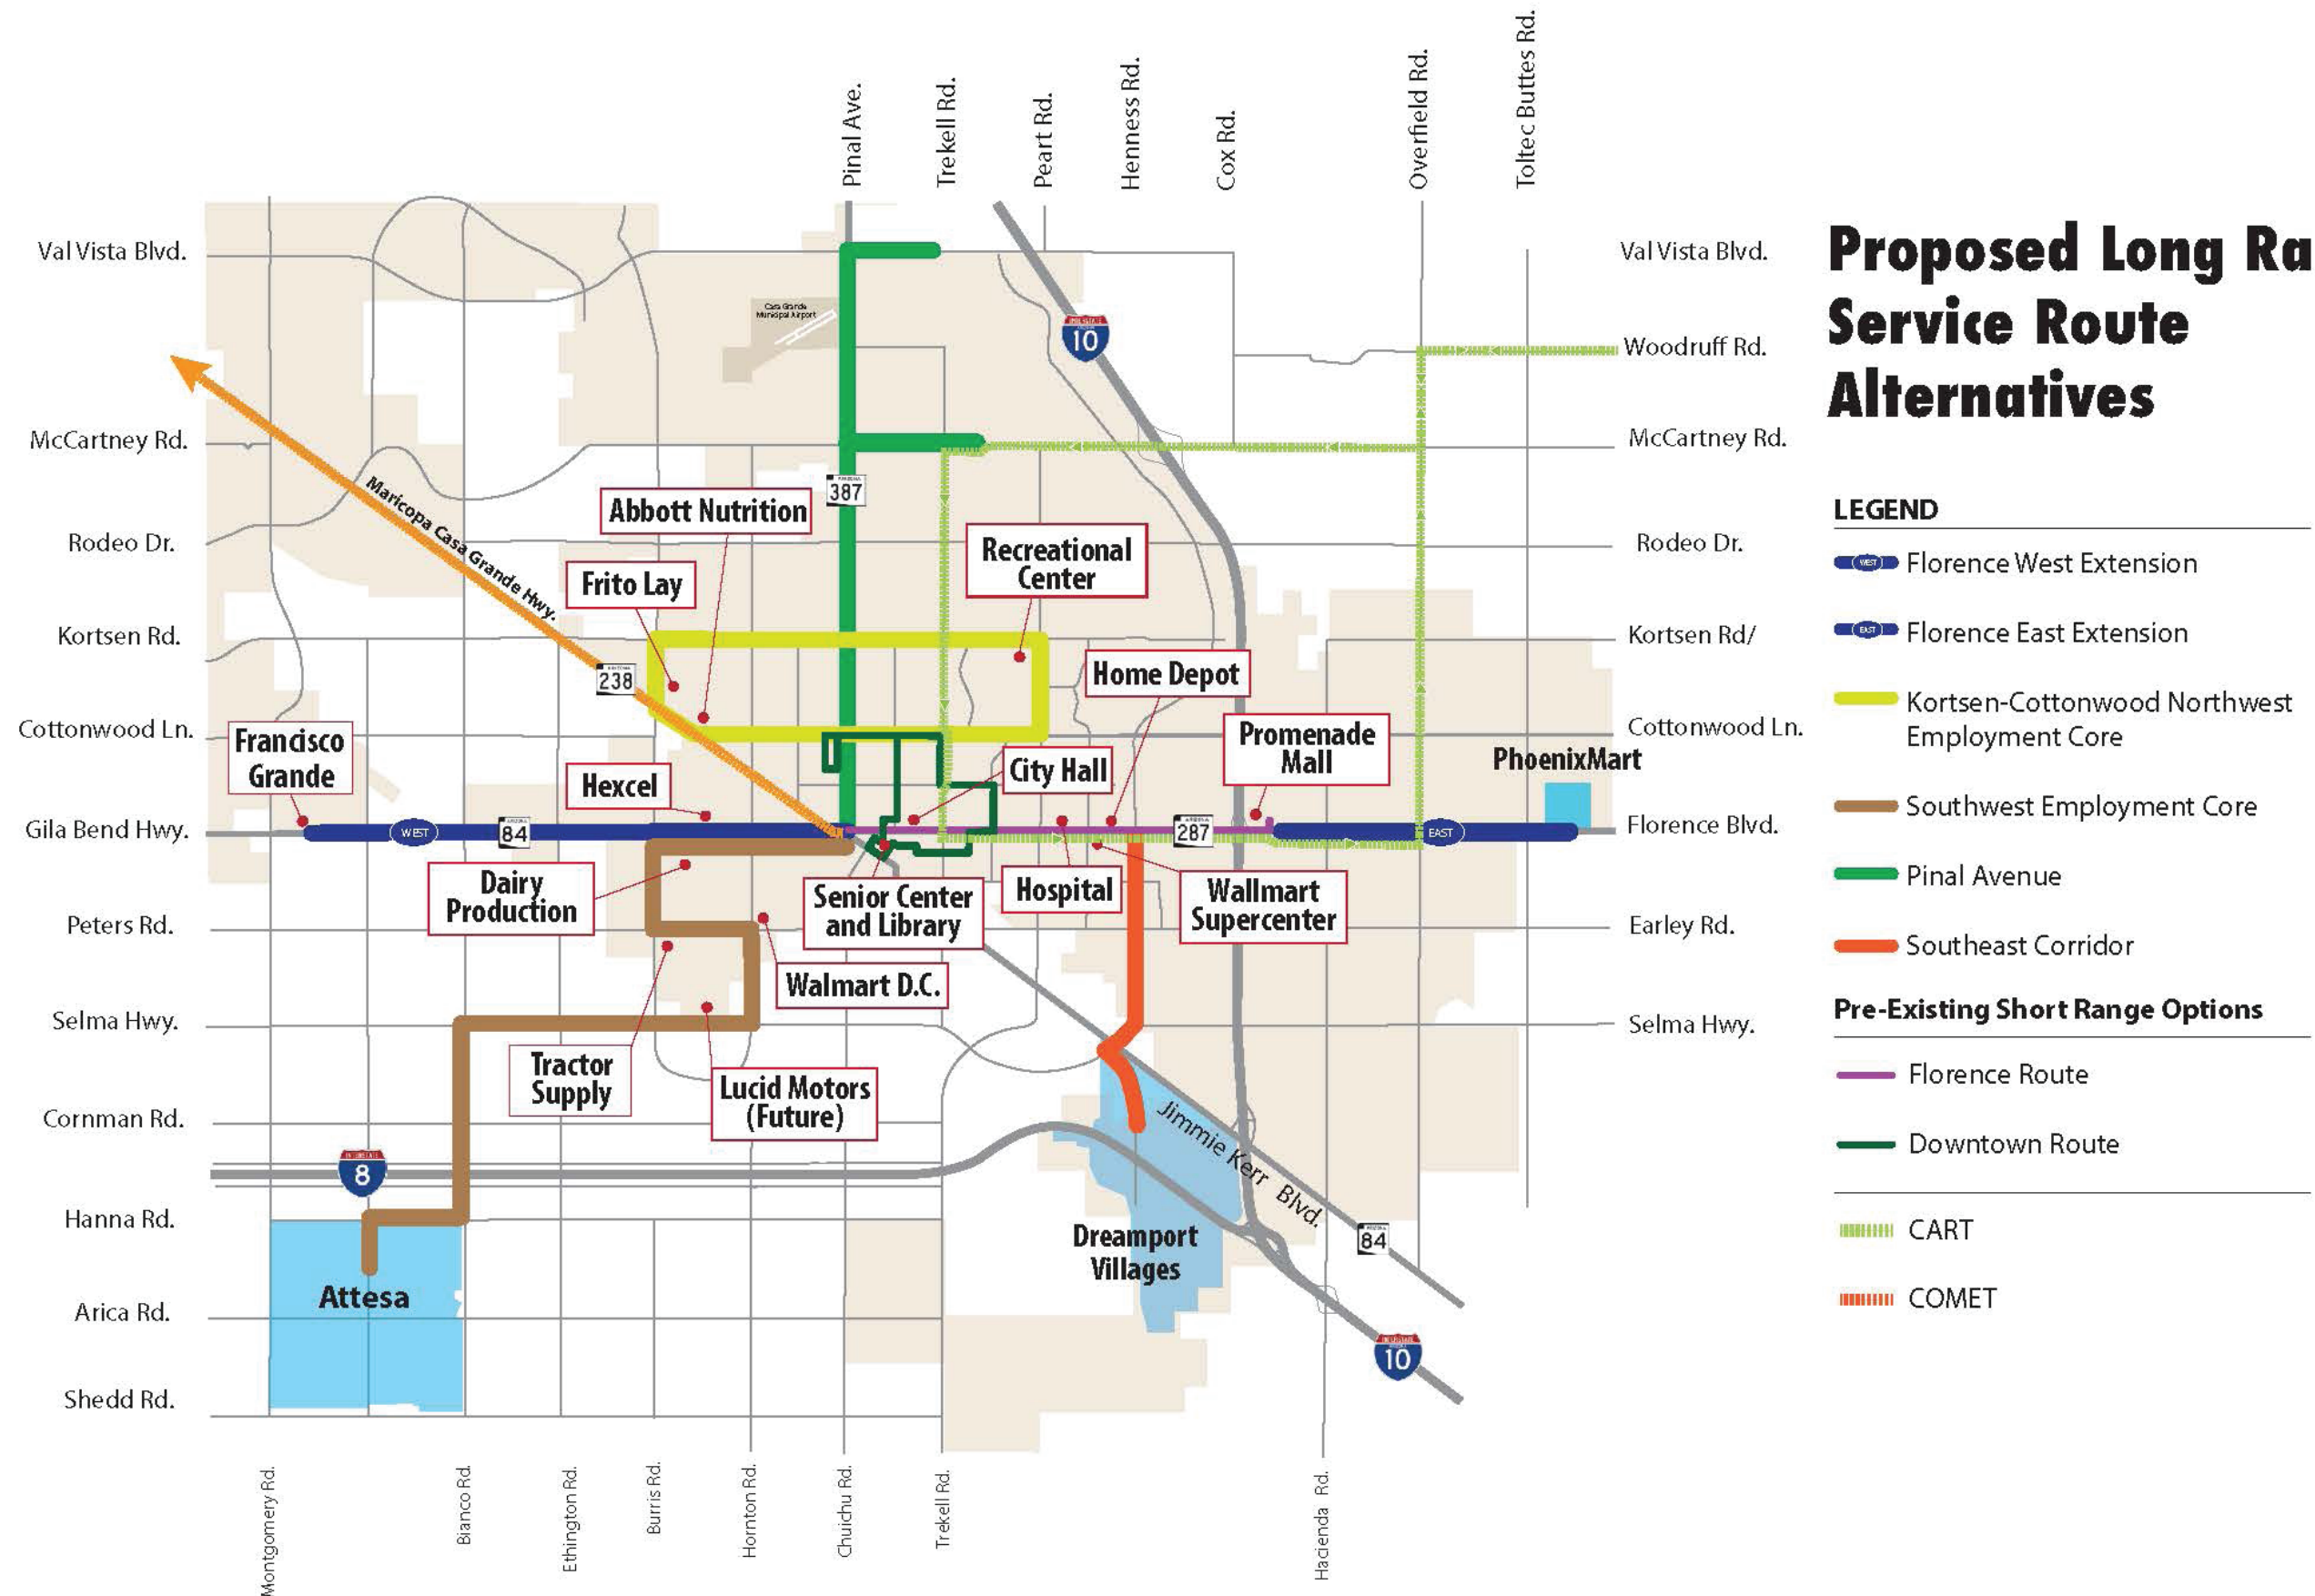 Pinal Ave.
Trekell Rd.
Peart Rd.
Henness Rd.
Cox Rd.
Overfield Rd.
Toltec Buttes Rd.
Proposed Long Ra
Service Route
Alternatives
Val Vista Blvd.
McCartney Rd.
Rodeo Dr.
Kortsen Rd.
Cottonwood Ln.
Gila Bend Hwy.
Peters Rd.
Selma Hwy.
Cornman Rd.
Hanna Rd.
Arica Rd.
Shedd Rd.
Val Vista Blvd.
Woodruff Rd.
McCartney Rd.
Rodeo Dr.
Kortsen Rd/
Cottonwood Ln.
Florence Blvd.
Earley Rd.
Selma Hwy.
Casa Grande
Municipal Airport
10
387
Maricopa Casa Grande Hwy.
238
Abbott Nutrition
Frito Lay
Recreational
Center
Home Depot
Francisco
Grande
Hexcel
City Hall
Promenade
Mall
PhoenixMart
WEST
84
287
EAST
Dairy
Production
Senior Center
and Library
Hospital
Wallmart
Supercenter
Walmart D.C.
Tractor
Supply
Lucid Motors
(Future)
8
Attesa
Dreamport
Villages
Jimmie Kerr Blvd.
84
10
Montgomery Rd.
Bianco Rd.
Ethington Rd.
Burris Rd.
Hornton Rd.
Chuichu Rd.
Trekell Rd.
Hacienda Rd.
LEGEND
WEST Florence West Extension
EAST Florence East Extension
Kortsen-Cottonwood Northwest
Employment Core
Southwest Employment Core
Pinal Avenue
Southeast Corridor
Pre-Existing Short Range Options
Florence Route
Downtown Route
CART
COMET